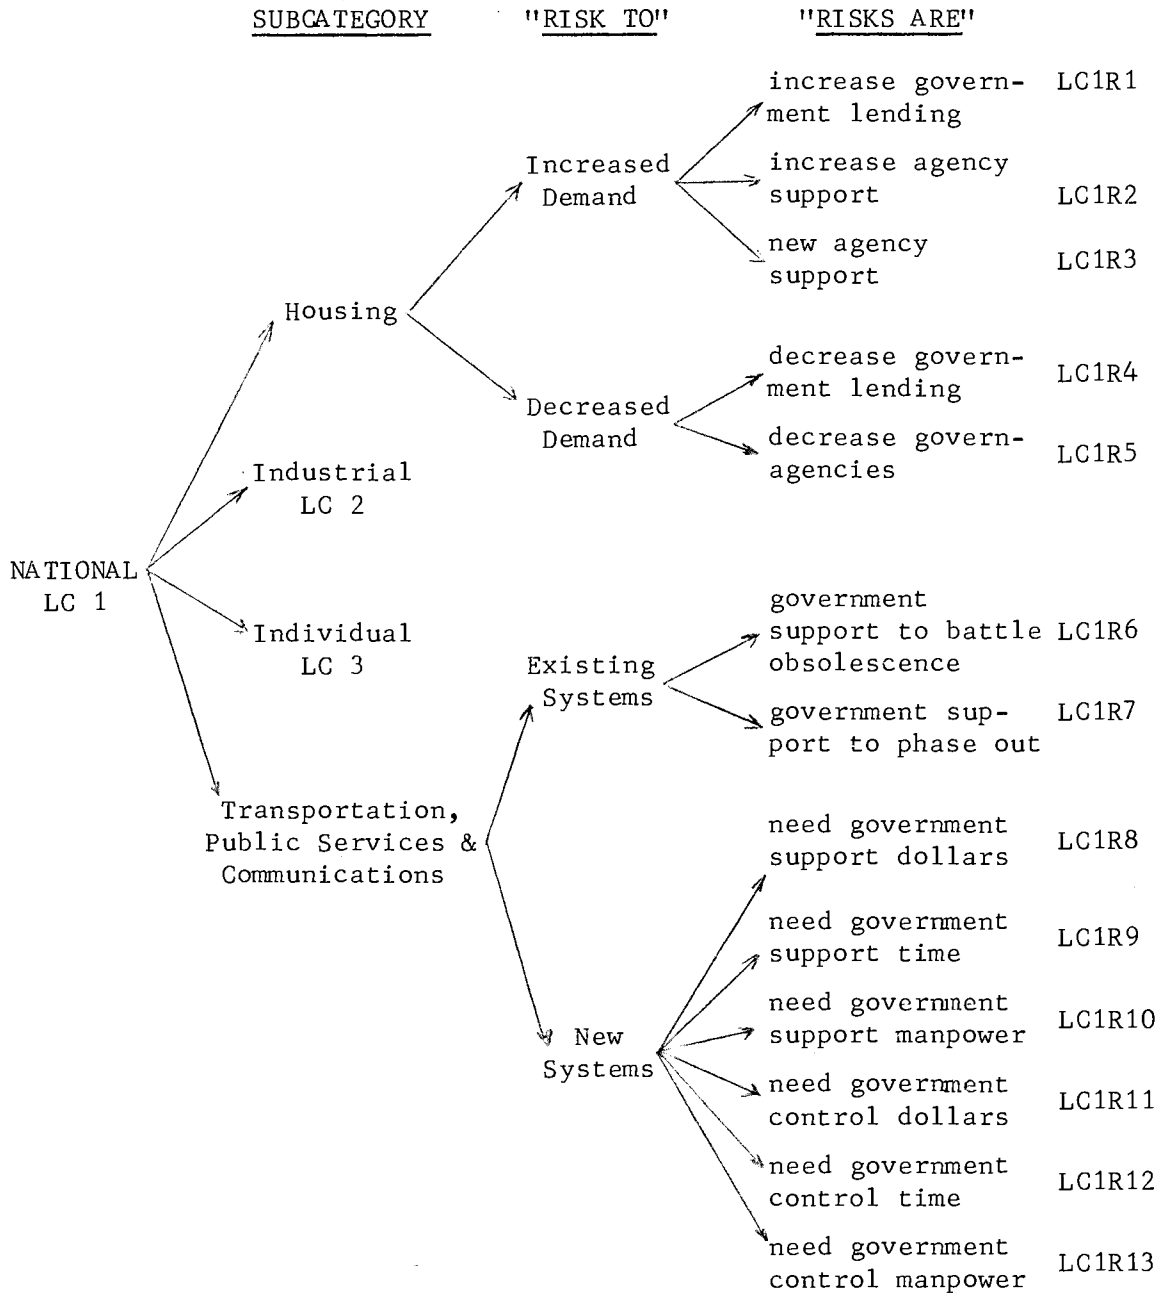 SUBCATEGORY "RISK TO" "RISKS ARE"
increase govern- LC1R1
ment lending
Increased
Demand
increase agency
support LC1R2
new agency
support LC1R3
Housing
decrease govern-
ment lending LC1R4
Decreased
Demand
decrease govern-
agencies LC1R5
Industrial
LC 2
NATIONAL
LC 1
Individual
LC 3
government
support to battle LC1R6
obsolescence
Existing
Systems
government sup- LC1R7
port to phase out
Transportation,
Public Services &
Communications
need government
support dollars LC1R8
need government
support time LC1R9
need government
support manpower LC1R10
New
Systems
need government
control dollars LC1R11
need government
control time LC1R12
need government
control manpower LC1R13